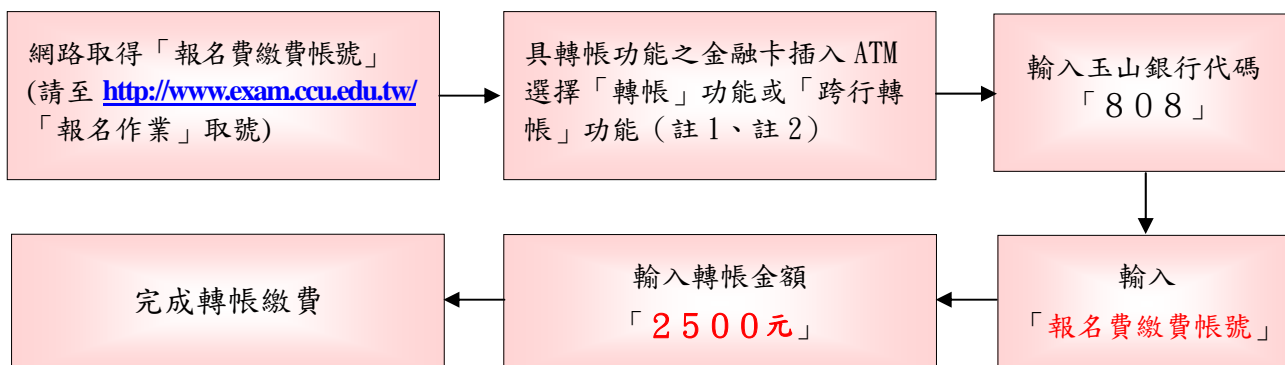 網路取得「報名費繳費帳號」
(請至 http://www.exam.ccu.edu.tw/
「報名作業」取號)
具轉帳功能之金融卡插入 ATM
選擇「轉帳」功能或「跨行轉
帳」功能（註 1、註 2）
輸入玉山銀行代碼
「８０８」
輸入
「報名費繳費帳號」
輸入轉帳金額
「２５００元」
完成轉帳繳費